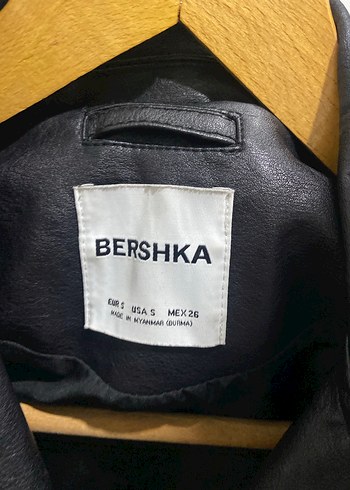 BERSHKA
EUR S USA S MEX 26
MADE IN MYANMAR (BURMA)